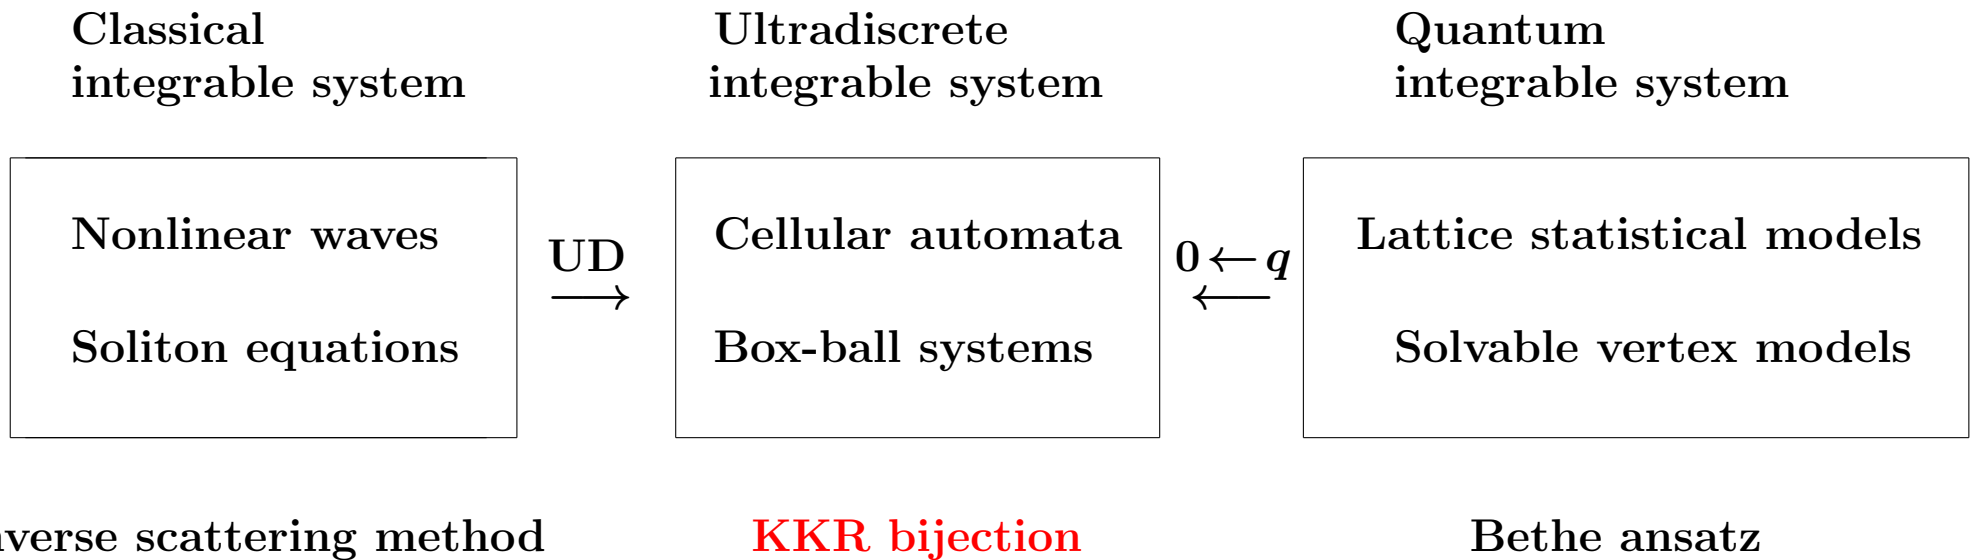 Classical
integrable system
Ultradiscrete
integrable system
Quantum
integrable system
Nonlinear waves
Soliton equations
UD
⟶
Cellular automata
Box-ball systems
0←q
⟵
Lattice statistical models
Solvable vertex models
verse scattering method
KKR bijection
Bethe ansatz